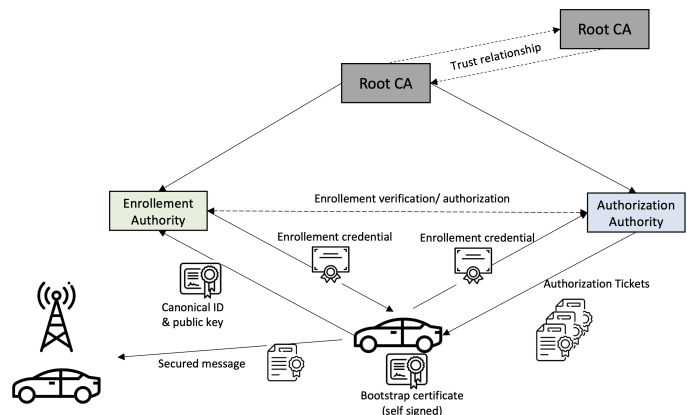 Root CA
Trust relationship
Root CA
Enrollement
Authority
Enrollement verification/ authorization
Authorization
Authority
Enrollement credential
Enrollement credential
Canonical ID
& public key
Authorization Tickets
Secured message
Bootstrap certificate
(self signed)